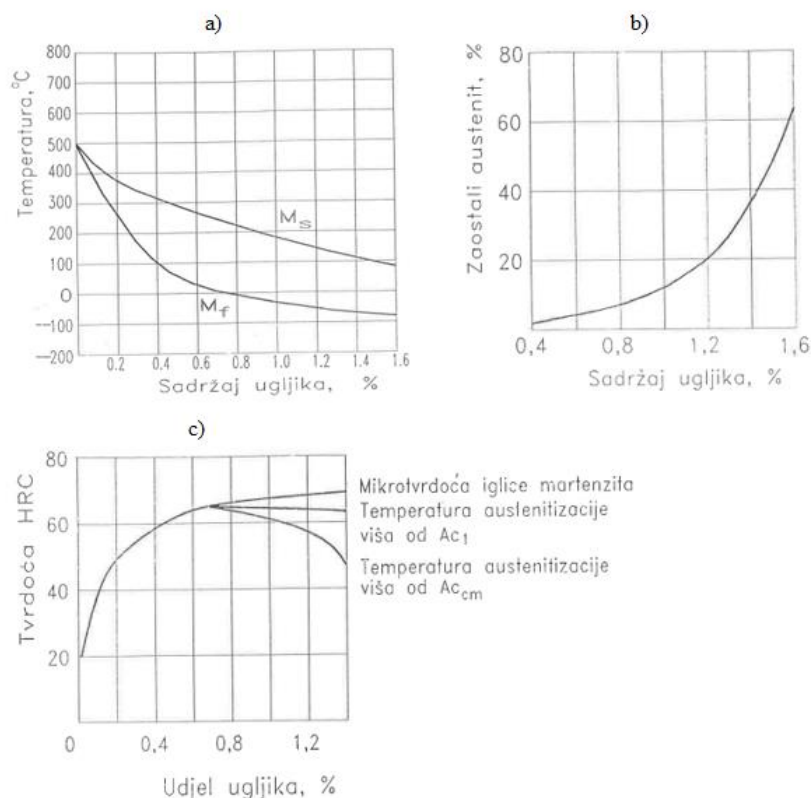 a)
Temperatura,°C
800
700
600
500
400
300
200
100
0
—100
—200
Ms
Mf
0.2
0.4
0.6
0.8
1.0
1.2
1.4
1.6
Sadržaj ugljika, %
b)
Zaostali austenit, %
80
60
40
20
0,4
0,8
1,2
1,6
Sadržaj ugljika, %
c)
Tvrdoća HRC
80
60
40
20
0
0,4
0,8
1,2
Udjel ugljika, %
Mikrotvrdoća iglice martenzita
Temperatura austenitizacije
viša od Ac1
Temperatura austenitizacije
viša od Accm